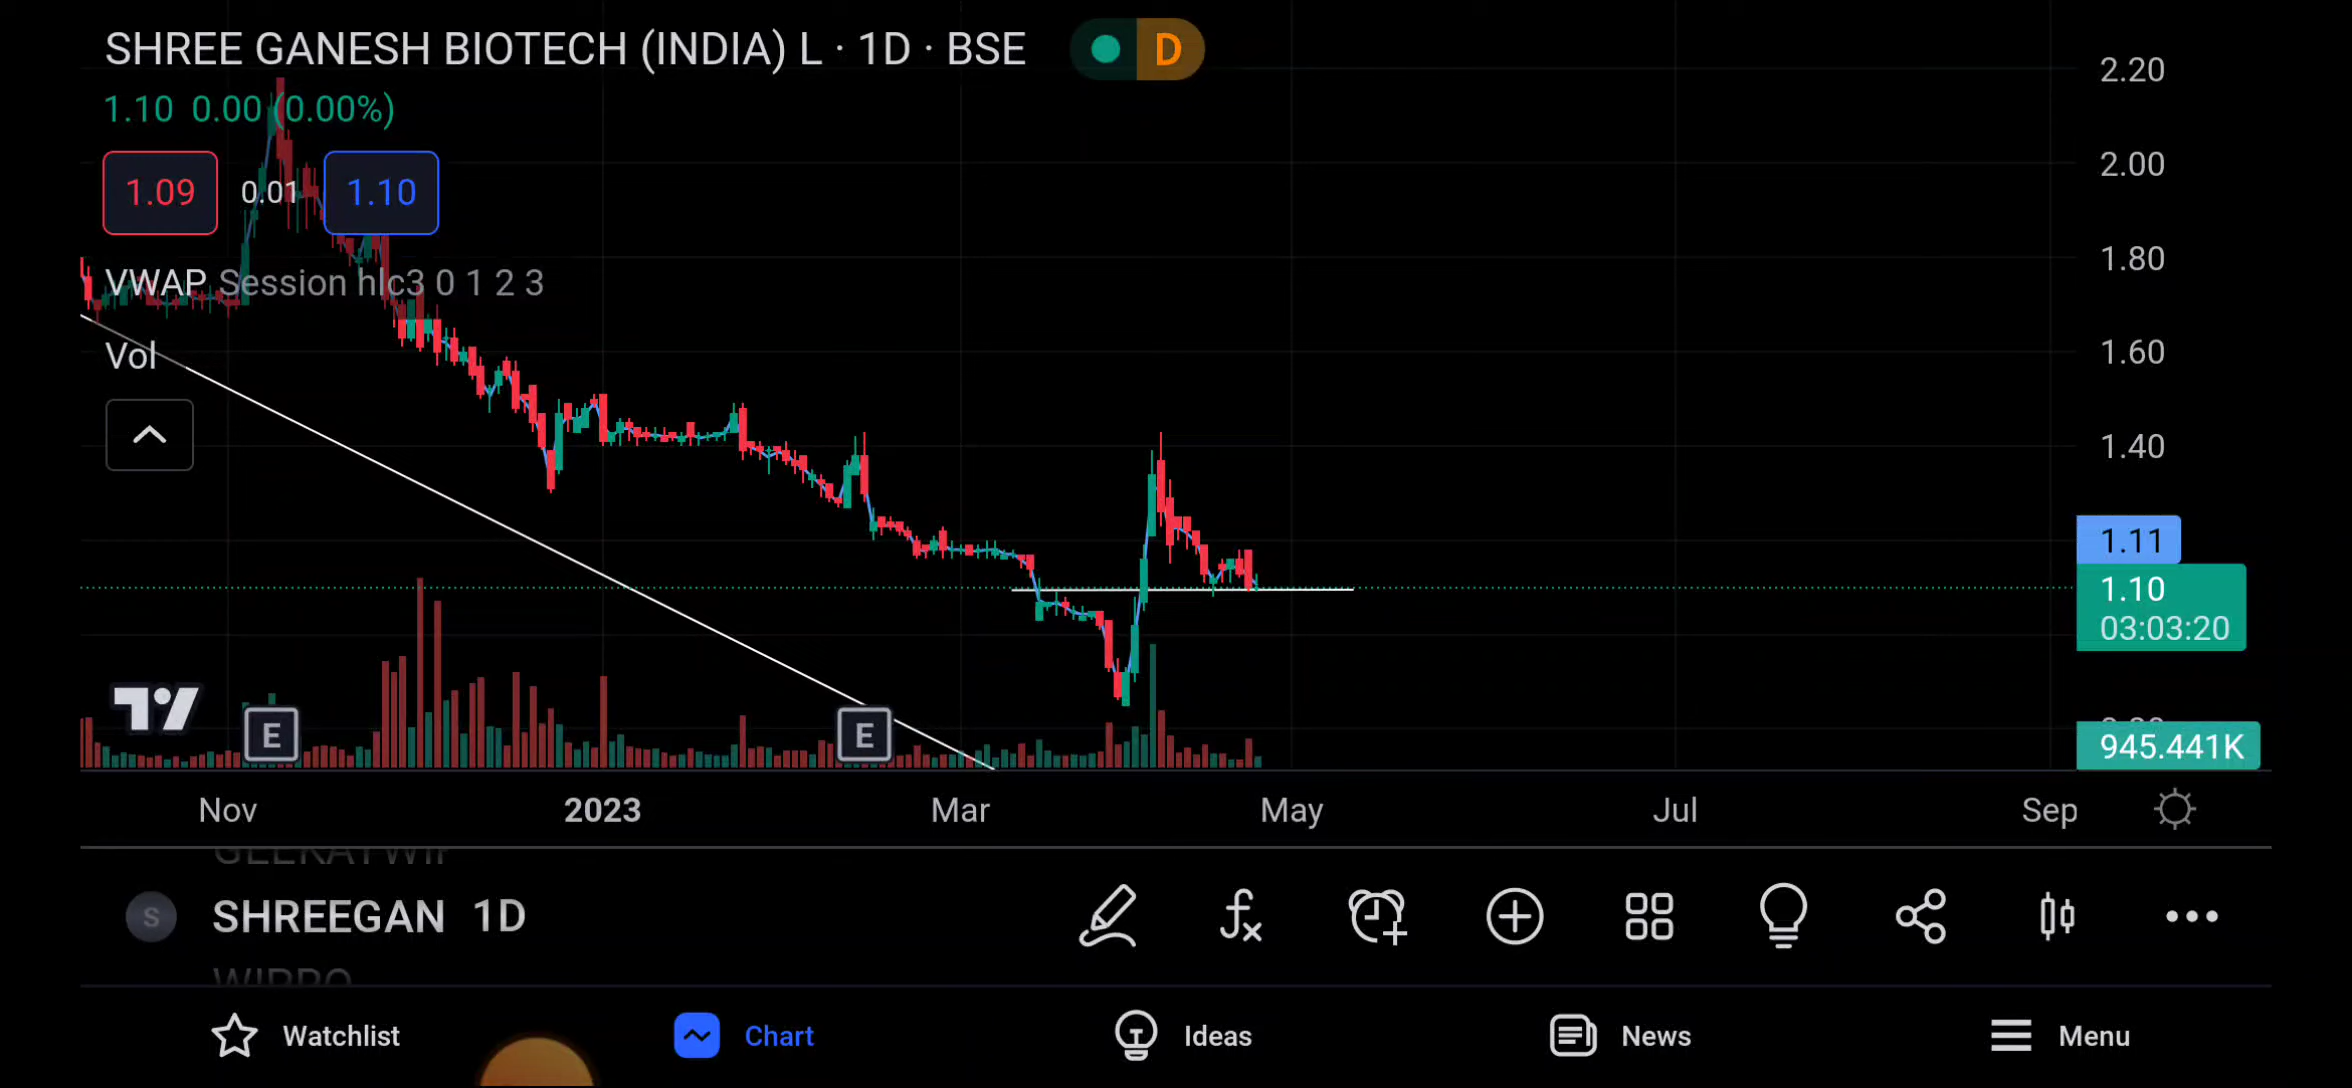 SHREE GANESH BIOTECH (INDIA) L · 1D · BSE
D
1.10 0.00 (0.00%)
1.09 0.01 1.10
VWAP Session hlc3 0 1 2 3
Vol
2.20
2.00
1.80
1.60
1.40
1.11
1.10
03:03:20
945.441K
E E
Nov 2023 Mar May Jul Sep
S SHREEGAN 1D
WIPRO
Watchlist Chart Ideas News Menu